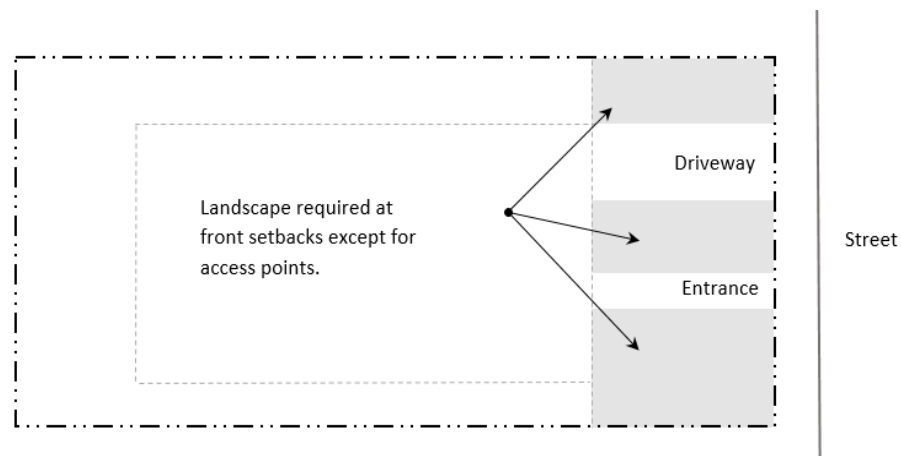 Driveway
Landscape required at
front setbacks except for
access points.
Street
Entrance